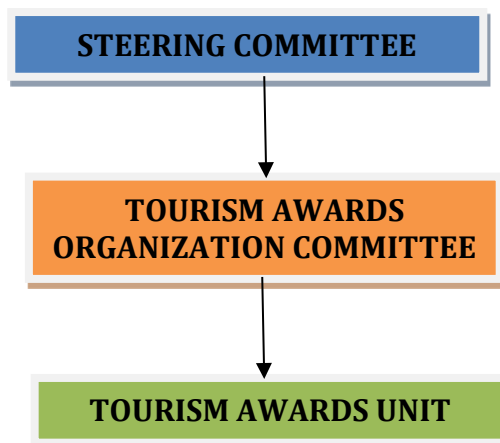 STEERING COMMITTEE
TOURISM AWARDS
ORGANIZATION COMMITTEE
TOURISM AWARDS UNIT